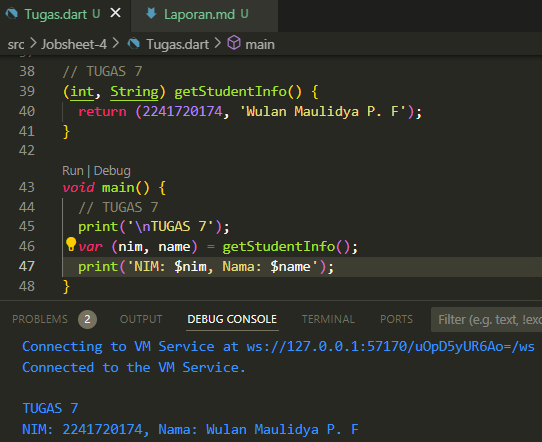 Tugas.dart U
Laporan.md U
src > Jobsheet-4 > Tugas.dart > main
38 // TUGAS 7
39 (int, String) getStudentInfo() {
40 return (2241720174, 'Wulan Maulidya P. F');
41 }
42
Run | Debug
43 void main() {
44 // TUGAS 7
45 print('\nTUGAS 7');
46 var (nim, name) = getStudentInfo();
47 print('NIM: $nim, Nama: $name');
48 }
PROBLEMS 2 OUTPUT DEBUG CONSOLE TERMINAL PORTS Filter (e.g. text, !exc
Connecting to VM Service at ws://127.0.0.1:57170/uOpD5yUR6Ao=/ws
Connected to the VM Service.
TUGAS 7
NIM: 2241720174, Nama: Wulan Maulidya P. F